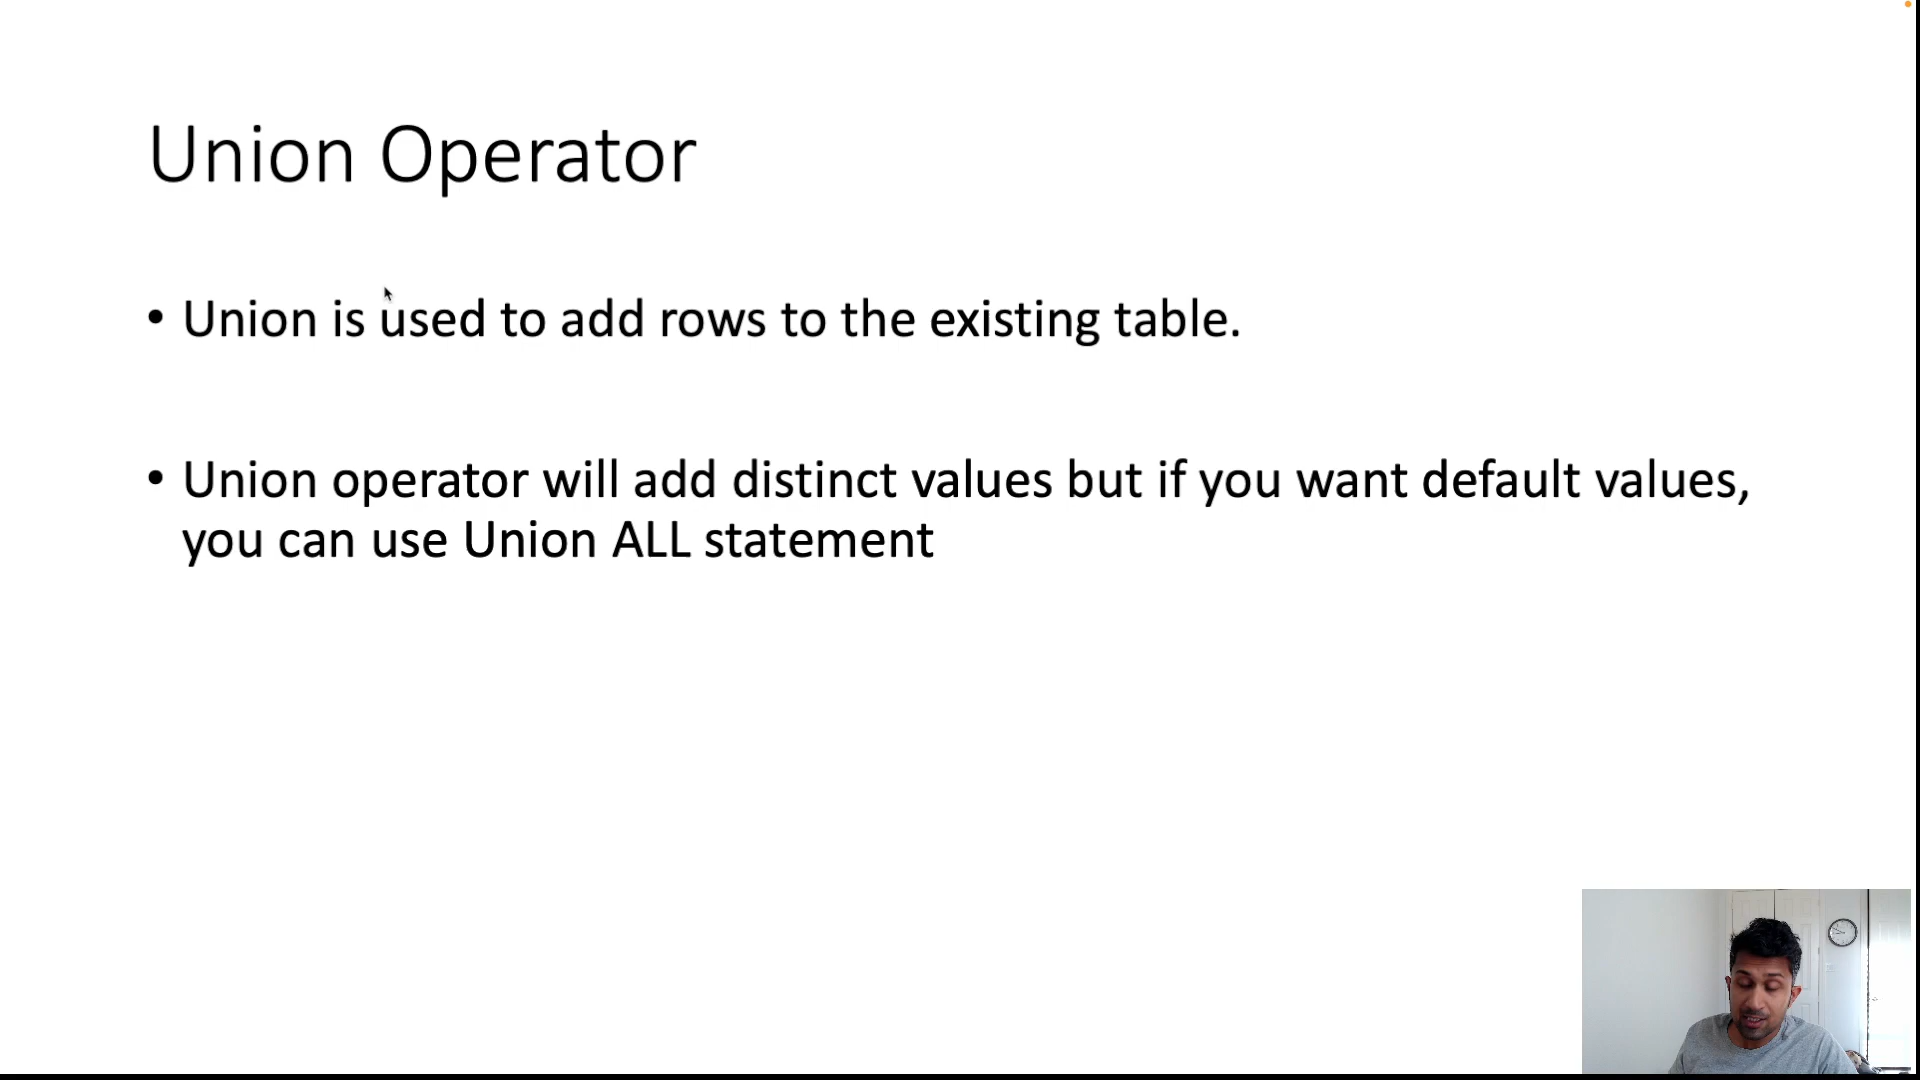 Union Operator
• Union is used to add rows to the existing table.
• Union operator will add distinct values but if you want default values,
you can use Union ALL statement